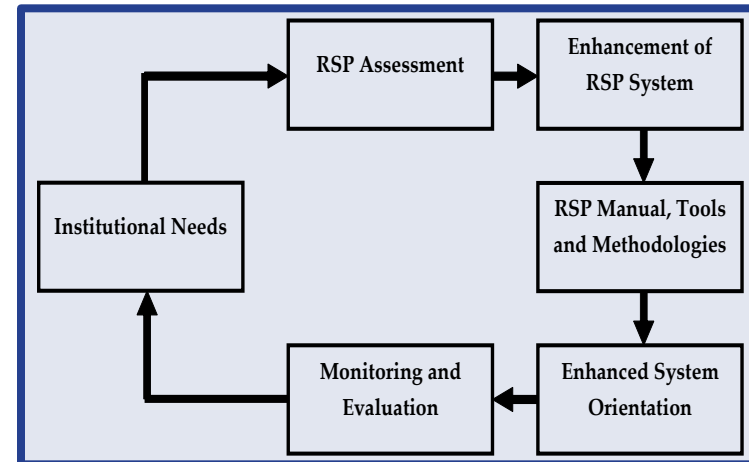 RSP Assessment
Enhancement of
RSP System
Institutional Needs
RSP Manual, Tools
and Methodologies
Monitoring and
Evaluation
Enhanced System
Orientation